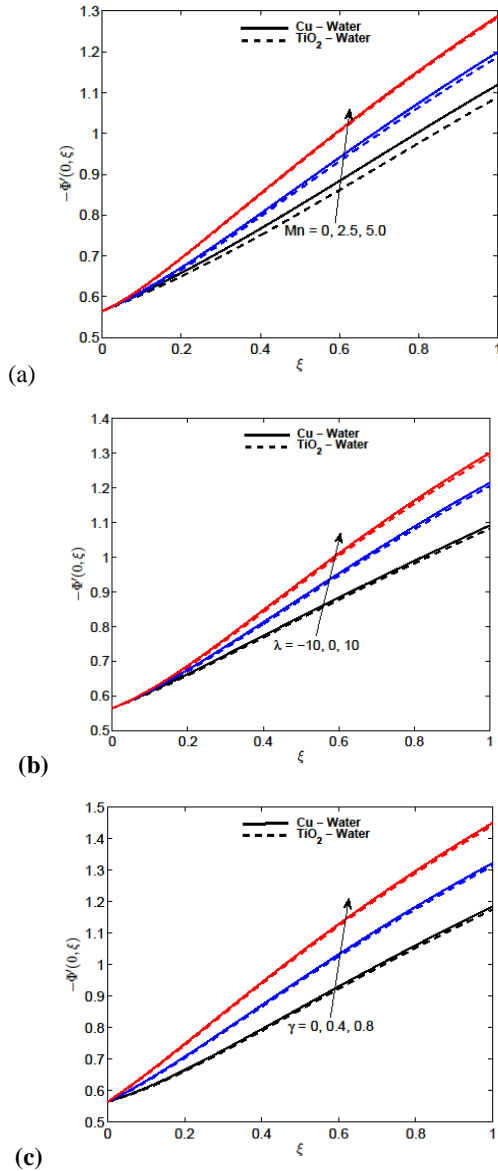 1.3
1.2
1.1
1
0.9
0.8
0.7
0.6
0.5
−Φ′(0,ξ)
Cu – Water
TiO2 – Water
Mn = 0, 2.5, 5.0
0 0.2 0.4 0.6 0.8 1
ξ
(a)
1.4
1.3
1.2
1.1
1
0.9
0.8
0.7
0.6
0.5
−Φ′(0,ξ)
Cu – Water
TiO2 – Water
λ = −10, 0, 10
0 0.2 0.4 0.6 0.8 1
ξ
(b)
1.5
1.4
1.3
1.2
1.1
1
0.9
0.8
0.7
0.6
0.5
−Φ′(0,ξ)
Cu – Water
TiO2 – Water
γ = 0, 0.4, 0.8
0 0.2 0.4 0.6 0.8 1
ξ
(c)